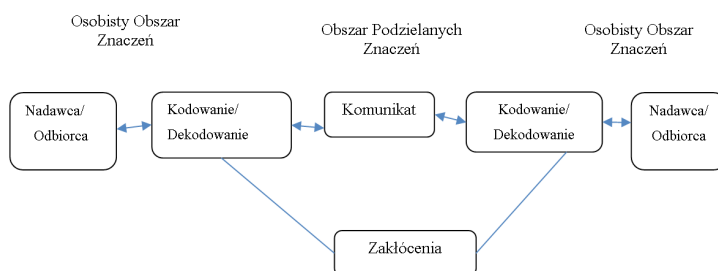 Osobisty Obszar
Znaczeń
Obszar Podzielanych
Znaczeń
Osobisty Obszar
Znaczeń
Nadawca/
Odbiorca
Kodowanie/
Dekodowanie
Komunikat
Kodowanie/
Dekodowanie
Nadawca/
Odbiorca
Zakłócenia